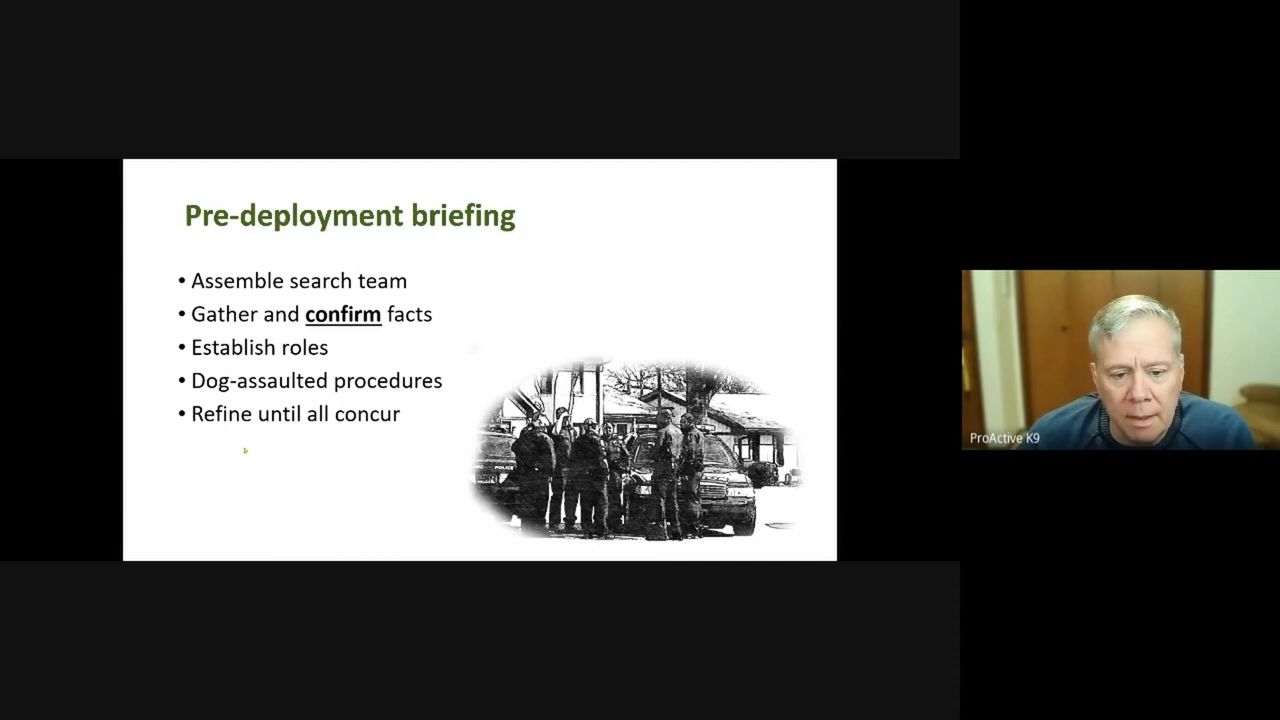 Pre-deployment briefing
• Assemble search team
• Gather and confirm facts
• Establish roles
• Dog-assaulted procedures
• Refine until all concur
POLICE
ProActive K9